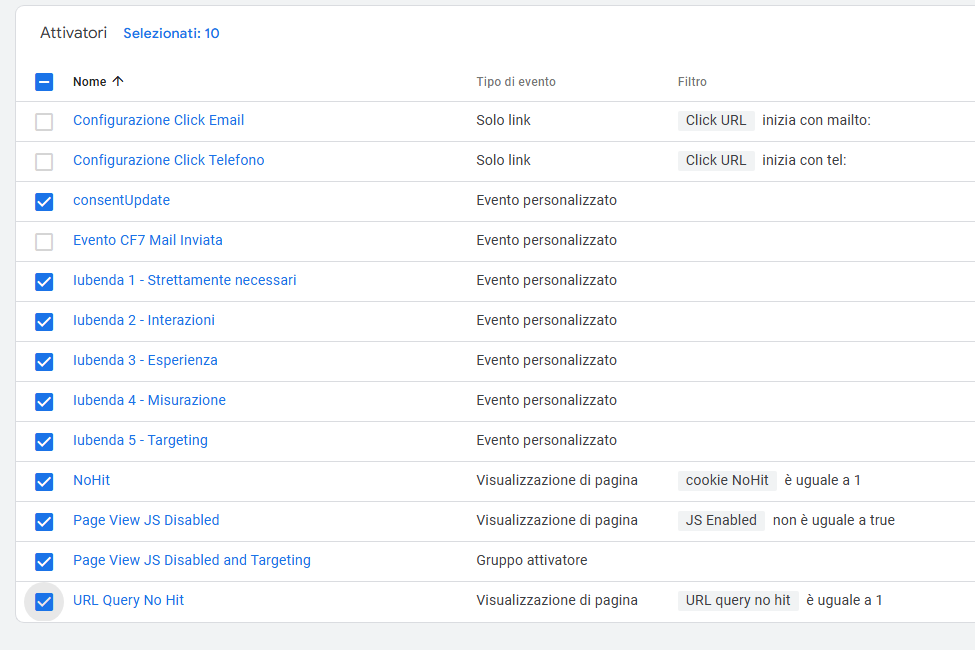 Attivatori Selezionati: 10
Nome Tipo di evento Filtro
Configurazione Click Email Solo link Click URL inizia con mailto:
Configurazione Click Telefono Solo link Click URL inizia con tel:
consentUpdate Evento personalizzato
Evento CF7 Mail Inviata Evento personalizzato
Iubenda 1 - Strettamente necessari Evento personalizzato
Iubenda 2 - Interazioni Evento personalizzato
Iubenda 3 - Esperienza Evento personalizzato
Iubenda 4 - Misurazione Evento personalizzato
Iubenda 5 - Targeting Evento personalizzato
NoHit Visualizzazione di pagina cookie NoHit è uguale a 1
Page View JS Disabled Visualizzazione di pagina JS Enabled non è uguale a true
Page View JS Disabled and Targeting Gruppo attivatore
URL Query No Hit Visualizzazione di pagina URL query no hit è uguale a 1